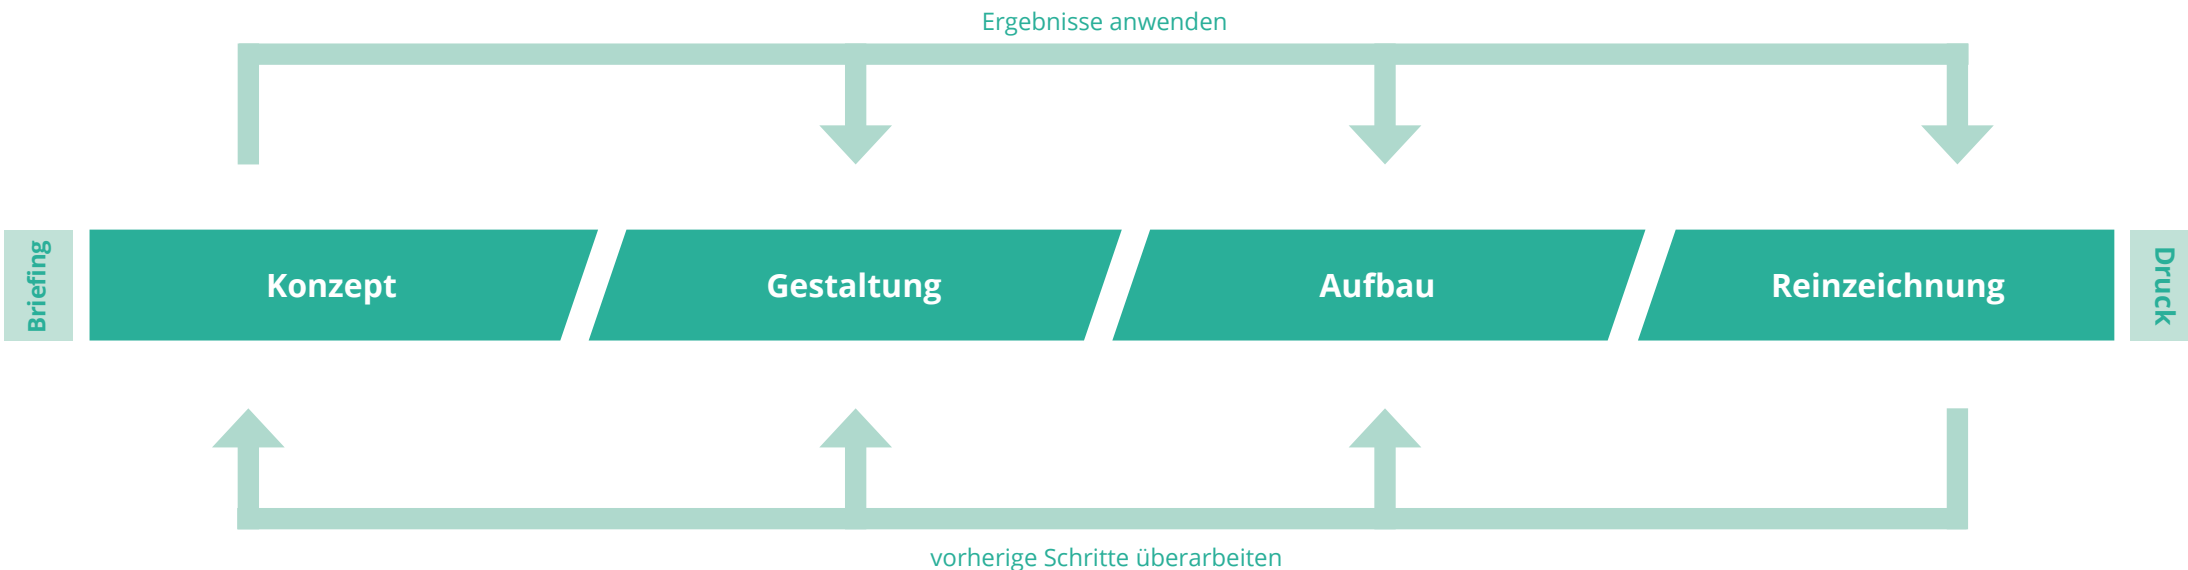 Ergebnisse anwenden
Briefing
Konzept
Gestaltung
Aufbau
Reinzeichnung
Druck
vorherige Schritte überarbeiten